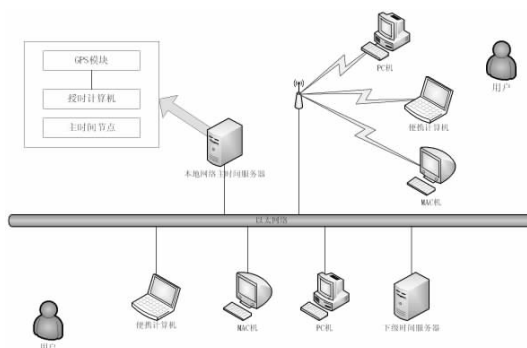 GPS模块
授时计算机
主时间节点
本地网络主时间服务器
PC机
用户
便携计算机
MAC机
以太网络
便携计算机
MAC机
PC机
下级时间服务器
用户